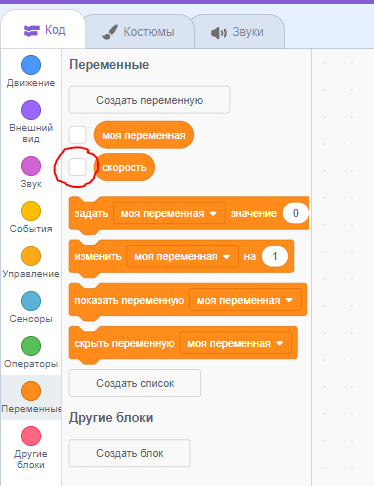 Код Костюмы Звуки
Движение
Внешний
вид
Звук
События
Управление
Сенсоры
Операторы
Переменные
Другие
блоки
Переменные
Создать переменную
моя переменная
скорость
задать моя переменная значение 0
изменить моя переменная на 1
показать переменную моя переменная
скрыть переменную моя переменная
Создать список
Другие блоки
Создать блок